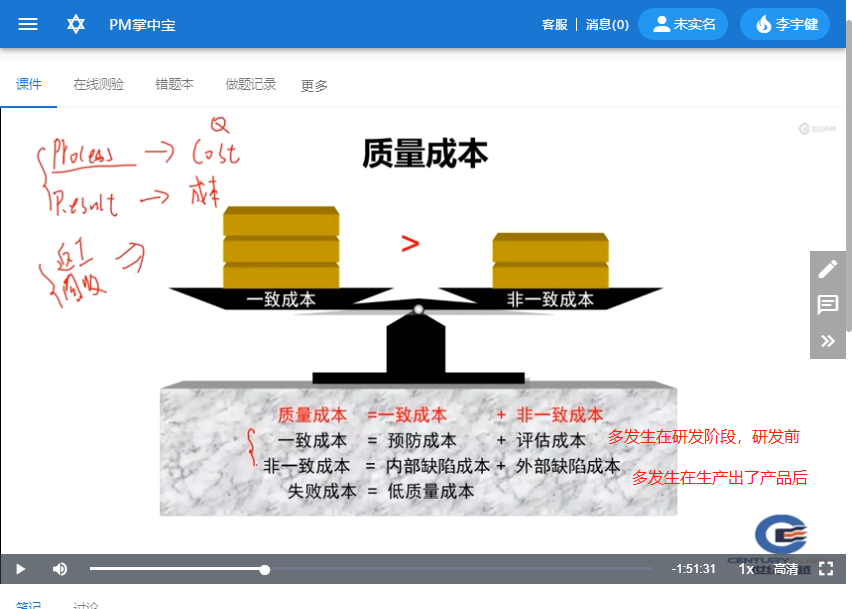 PM掌中宝
客服 | 消息(0) 未实名 李宇健
课件 在线测验 错题本 做题记录 更多
Q
Process → Cost
Result → 成本
返工
质量成本
>
一致成本 非一致成本
质量成本 =一致成本 + 非一致成本
一致成本 = 预防成本 + 评估成本 多发生在研发阶段，研发前
非一致成本 = 内部缺陷成本 + 外部缺陷成本
多发生在生产出了产品后
失败成本 = 低质量成本
-1:51:31 1x 高清
笔记 讨论